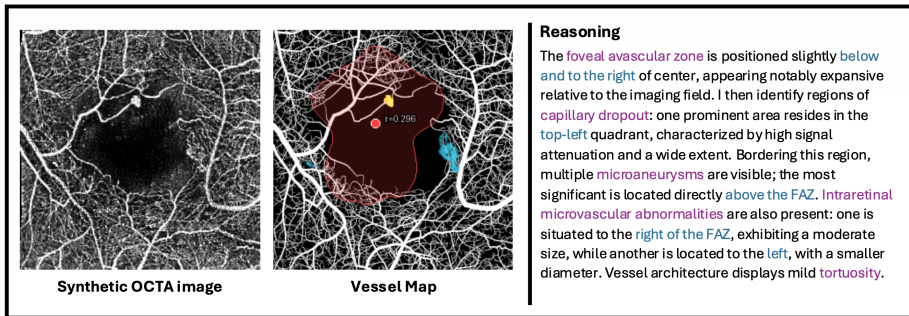 r=0.296
Synthetic OCTA image
Vessel Map
Reasoning
The foveal avascular zone is positioned slightly below
and to the right of center, appearing notably expansive
relative to the imaging field. I then identify regions of
capillary dropout: one prominent area resides in the
top-left quadrant, characterized by high signal
attenuation and a wide extent. Bordering this region,
multiple microaneurysms are visible; the most
significant is located directly above the FAZ. Intraretinal
microvascular abnormalities are also present: one is
situated to the right of the FAZ, exhibiting a moderate
size, while another is located to the left, with a smaller
diameter. Vessel architecture displays mild tortuosity.